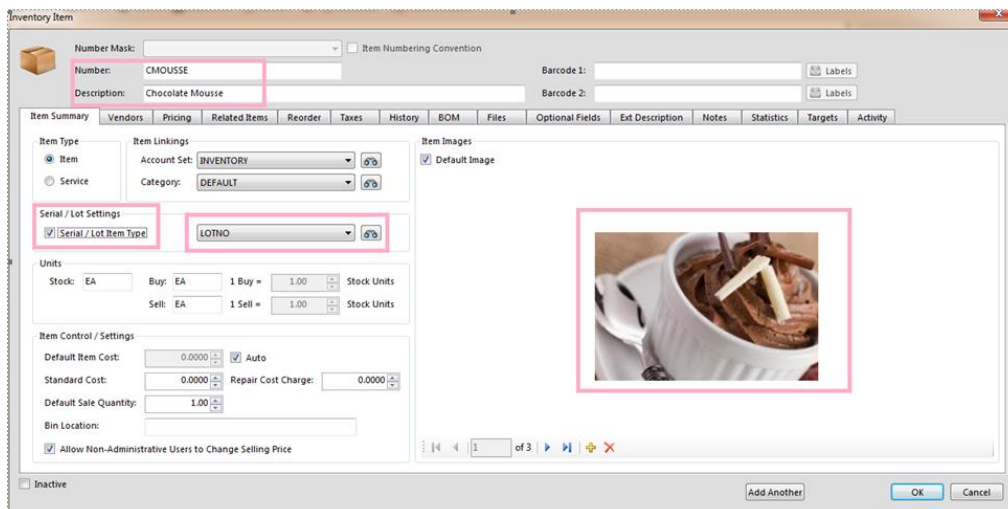 Inventory Item
Number Mask: Item Numbering Convention
Number: CMOUSSE Barcode 1: Labels
Description: Chocolate Mousse Barcode 2: Labels
Item Summary Vendors Pricing Related Items Reorder Taxes History BOM Files Optional Fields Ext Description Notes Statistics Targets Activity
Item Type Item Linkings Item Images
Item Account Set: INVENTORY Default Image
Service Category: DEFAULT
Serial / Lot Settings
Serial / Lot Item Type LOTNO
Units
Stock: EA Buy: EA 1 Buy = 1.00 Stock Units
Sell: EA 1 Sell = 1.00 Stock Units
Item Control / Settings
Default Item Cost: 0.0000 Auto
Standard Cost: 0.0000 Repair Cost Charge: 0.0000
Default Sale Quantity: 1.00
Bin Location:
Allow Non-Administrative Users to Change Selling Price 1 of 3
Inactive
Add Another OK Cancel